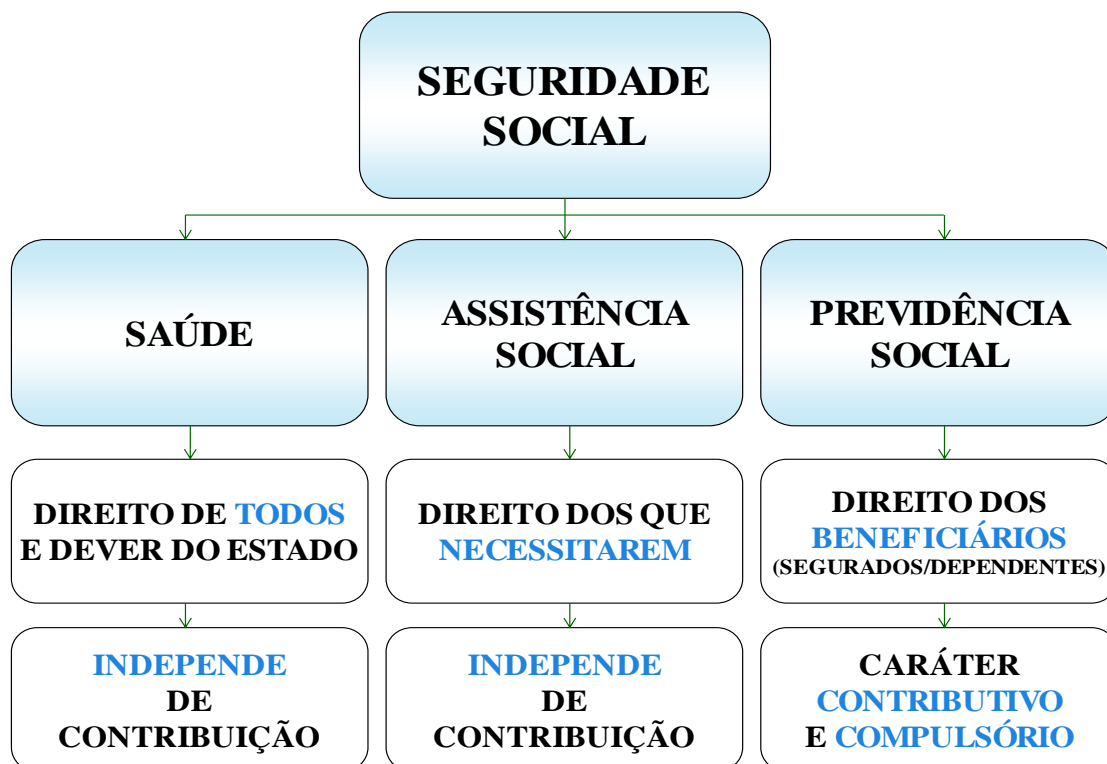 SEGURIDADE
SOCIAL
SAÚDE
ASSISTÊNCIA
SOCIAL
PREVIDÊNCIA
SOCIAL
DIREITO DE TODOS
E DEVER DO ESTADO
DIREITO DOS QUE
NECESSITAREM
DIREITO DOS
BENEFICIÁRIOS
(SEGURADOS/DEPENDENTES)
INDEPENDE
DE
CONTRIBUIÇÃO
INDEPENDE
DE
CONTRIBUIÇÃO
CARÁTER
CONTRIBUTIVO
E COMPULSÓRIO